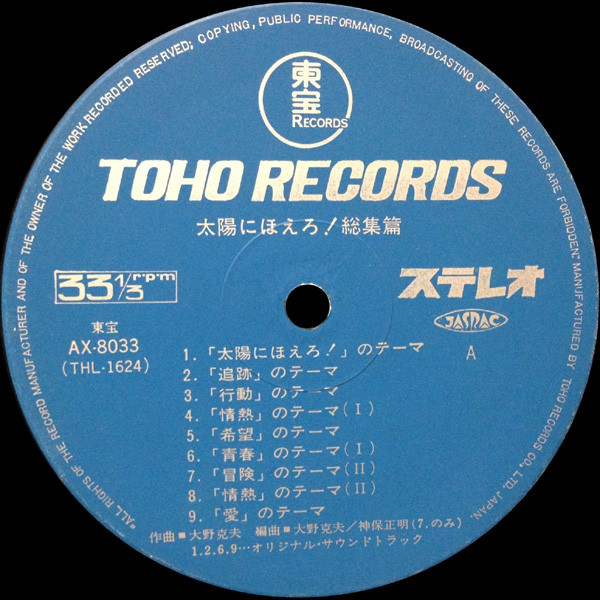 "ALL RIGHTS OF THE RECORD MANUFACTURER AND OF THE OWNER OF THE WORK RECORDED RESERVED; COPYING, PUBLIC PERFORMANCE, BROADCASTING OF THESE RECORDS ARE FORBIDDEN." MANUFACTURED BY TOHO RECORDS CO., LTD. JAPAN.
東宝
RECORDS
TOHO RECORDS
太陽にほえろ!総集篇
33 1/3 r·p·m
ステレオ
JASRAC
東宝
AX-8033
(THL·1624)
A
1.「太陽にほえろ!」のテーマ
2.「追跡」のテーマ
3.「行動」のテーマ
4.「情熱」のテーマ(I)
5.「希望」のテーマ
6.「青春」のテーマ(I)
7.「冒険」のテーマ(II)
8.「情熱」のテーマ(II)
9.「愛」のテーマ
作曲■大野克夫 編曲■大野克夫/神保正明(7.のみ)
1.2.6.9…オリジナル・サウンドトラック